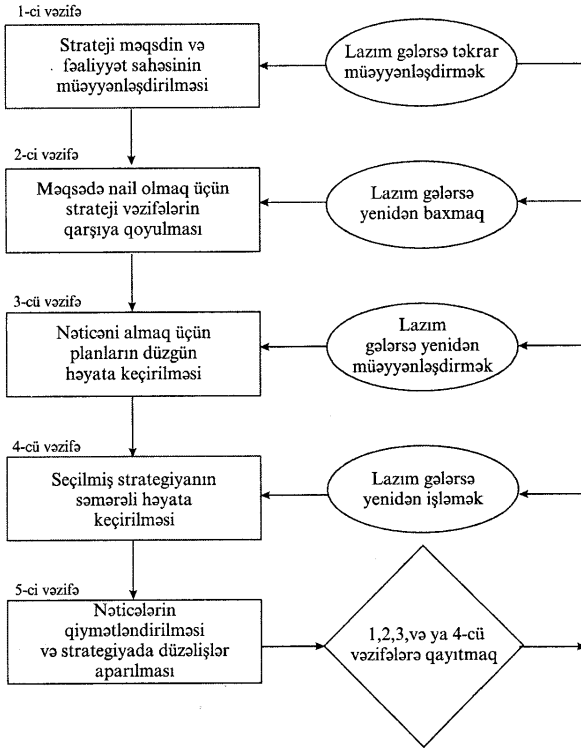 1-ci vəzifə
Strateji məqsdin və
fəaliyyət sahəsinin
müəyyənləşdirilməsi
Lazım gələrsə təkrar
müəyyənləşdirmək
2-ci vəzifə
Məqsədə nail olmaq üçün
strateji vəzifələrin
qarşıya qoyulması
Lazım gələrsə
yenidən baxmaq
3-cü vəzifə
Nəticəni almaq üçün
planların düzgün
həyata keçirilməsi
Lazım
gələrsə yenidən
müəyyənləşdirmək
4-cü vəzifə
Seçilmiş strategiyanın
səmərəli həyata
keçirilməsi
Lazım gələrsə
yenidən işləmək
5-ci vəzifə
Nəticələrin
qiymətləndirilməsi
və strategiyada düzəlişlər
aparılması
1,2,3,və ya 4-cü
vəzifələrə qayıtmaq